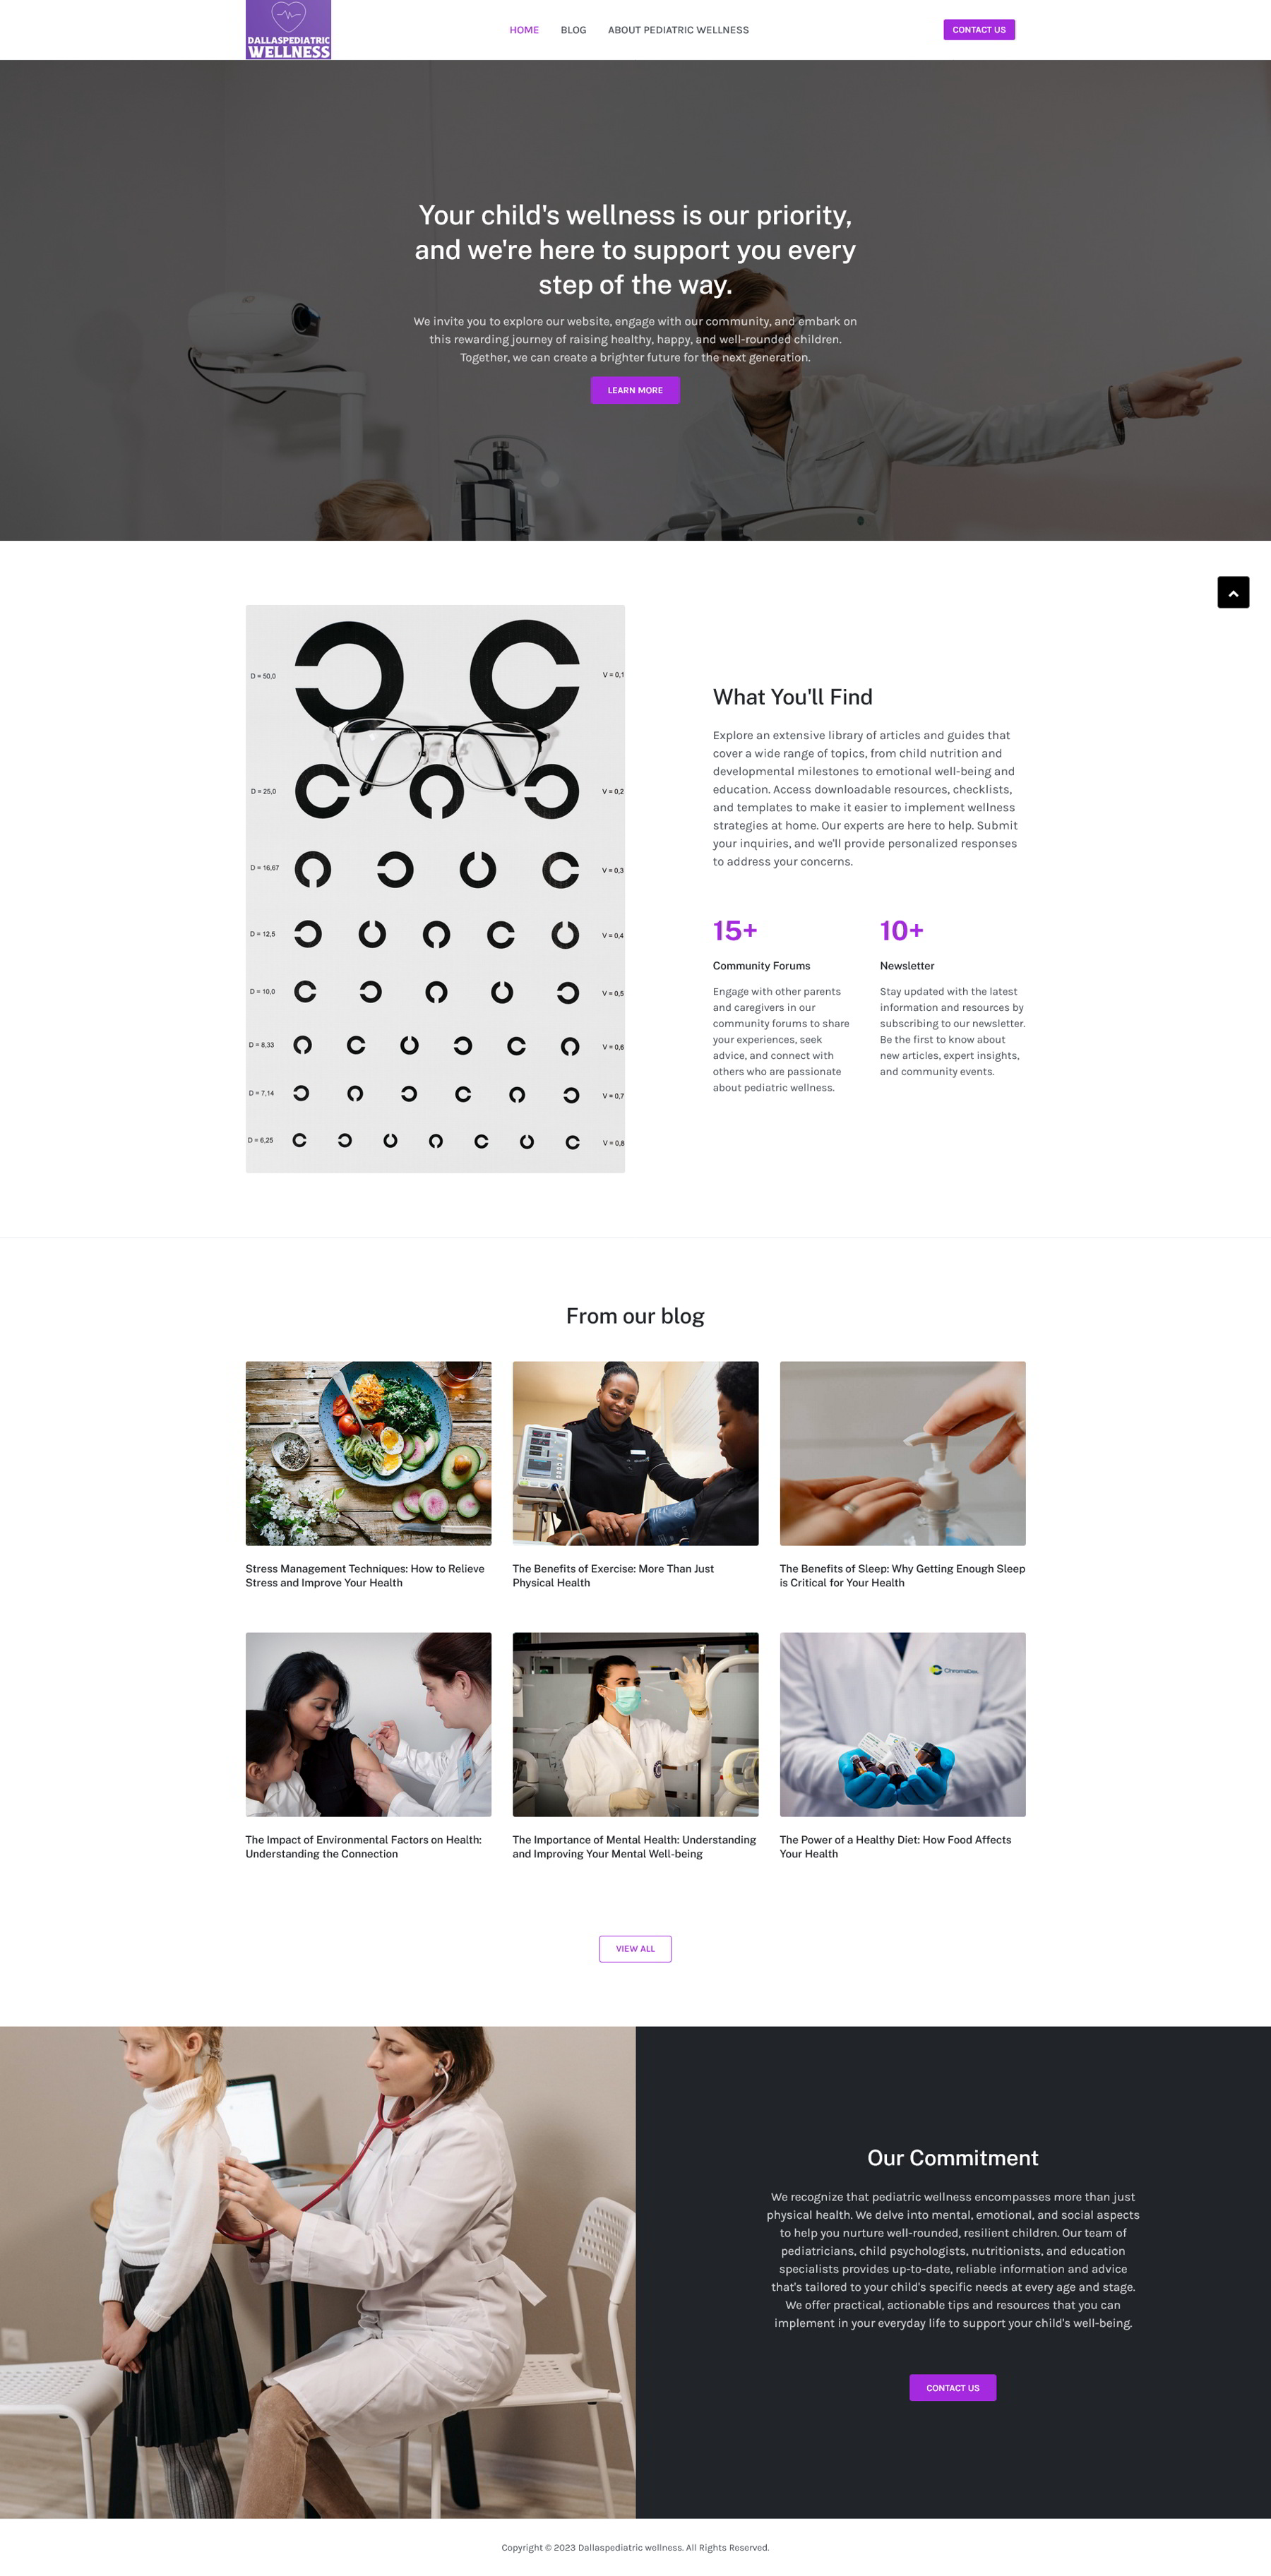 DALLASPEDIATRIC
WELLNESS
HOME
BLOG
ABOUT PEDIATRIC WELLNESS
CONTACT US
Your child's wellness is our priority,
and we're here to support you every
step of the way.
We invite you to explore our website, engage with our community, and embark on
this rewarding journey of raising healthy, happy, and well-rounded children.
Together, we can create a brighter future for the next generation.
LEARN MORE
D = 50,0
V = 0,1
D = 25,0
V = 0,2
D = 16,67
V = 0,3
D = 12,5
V = 0,4
D = 10,0
V = 0,5
D = 8,33
V = 0,6
D = 7,14
V = 0,7
D = 6,25
V = 0,8
What You'll Find
Explore an extensive library of articles and guides that
cover a wide range of topics, from child nutrition and
developmental milestones to emotional well-being and
education. Access downloadable resources, checklists,
and templates to make it easier to implement wellness
strategies at home. Our experts are here to help. Submit
your inquiries, and we'll provide personalized responses
to address your concerns.
15+
Community Forums
Engage with other parents
and caregivers in our
community forums to share
your experiences, seek
advice, and connect with
others who are passionate
about pediatric wellness.
10+
Newsletter
Stay updated with the latest
information and resources by
subscribing to our newsletter.
Be the first to know about
new articles, expert insights,
and community events.
From our blog
Stress Management Techniques: How to Relieve
Stress and Improve Your Health
The Benefits of Exercise: More Than Just
Physical Health
The Benefits of Sleep: Why Getting Enough Sleep
is Critical for Your Health
ChromaDex
The Impact of Environmental Factors on Health:
Understanding the Connection
The Importance of Mental Health: Understanding
and Improving Your Mental Well-being
The Power of a Healthy Diet: How Food Affects
Your Health
VIEW ALL
Our Commitment
We recognize that pediatric wellness encompasses more than just
physical health. We delve into mental, emotional, and social aspects
to help you nurture well-rounded, resilient children. Our team of
pediatricians, child psychologists, nutritionists, and education
specialists provides up-to-date, reliable information and advice
that's tailored to your child's specific needs at every age and stage.
We offer practical, actionable tips and resources that you can
implement in your everyday life to support your child's well-being.
CONTACT US
Copyright © 2023 Dallaspediatric wellness. All Rights Reserved.